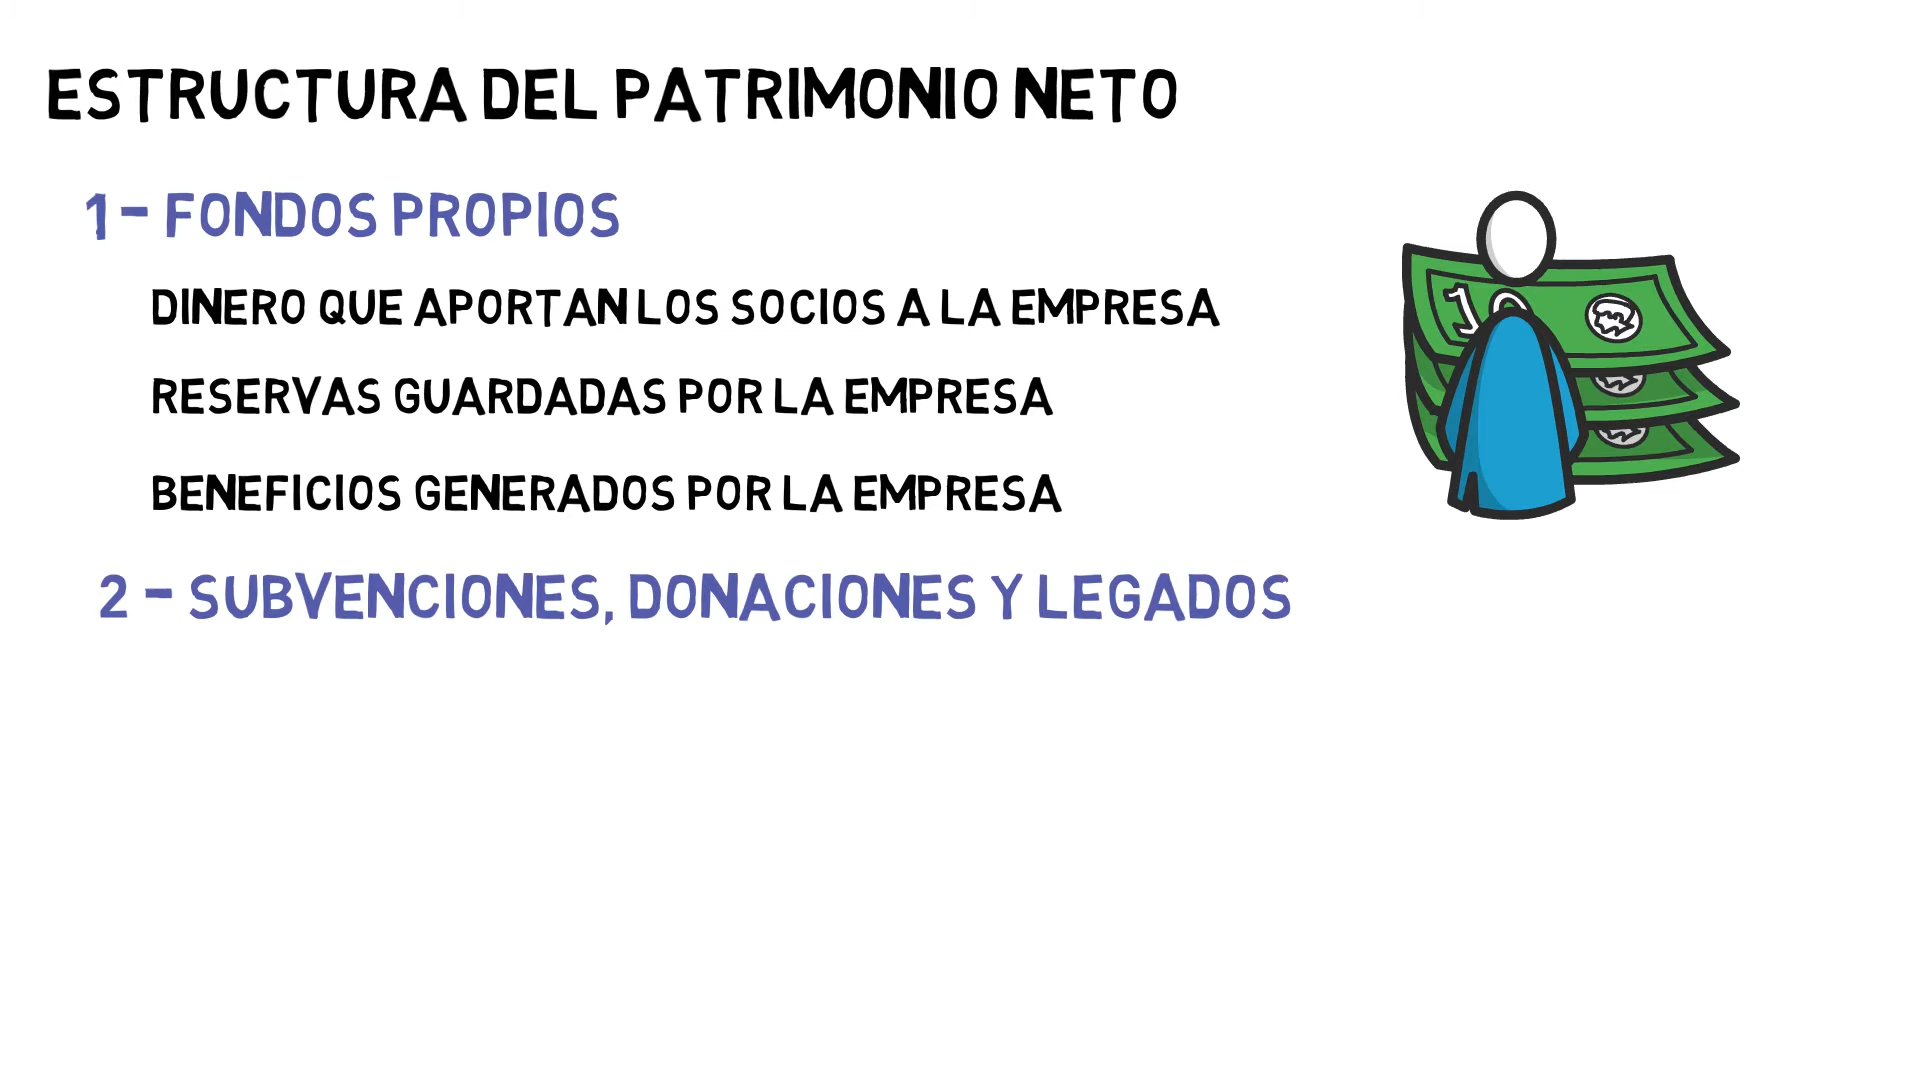 ESTRUCTURA DEL PATRIMONIO NETO
1 - FONDOS PROPIOS
DINERO QUE APORTAN LOS SOCIOS A LA EMPRESA
RESERVAS GUARDADAS POR LA EMPRESA
BENEFICIOS GENERADOS POR LA EMPRESA
2 - SUBVENCIONES, DONACIONES Y LEGADOS